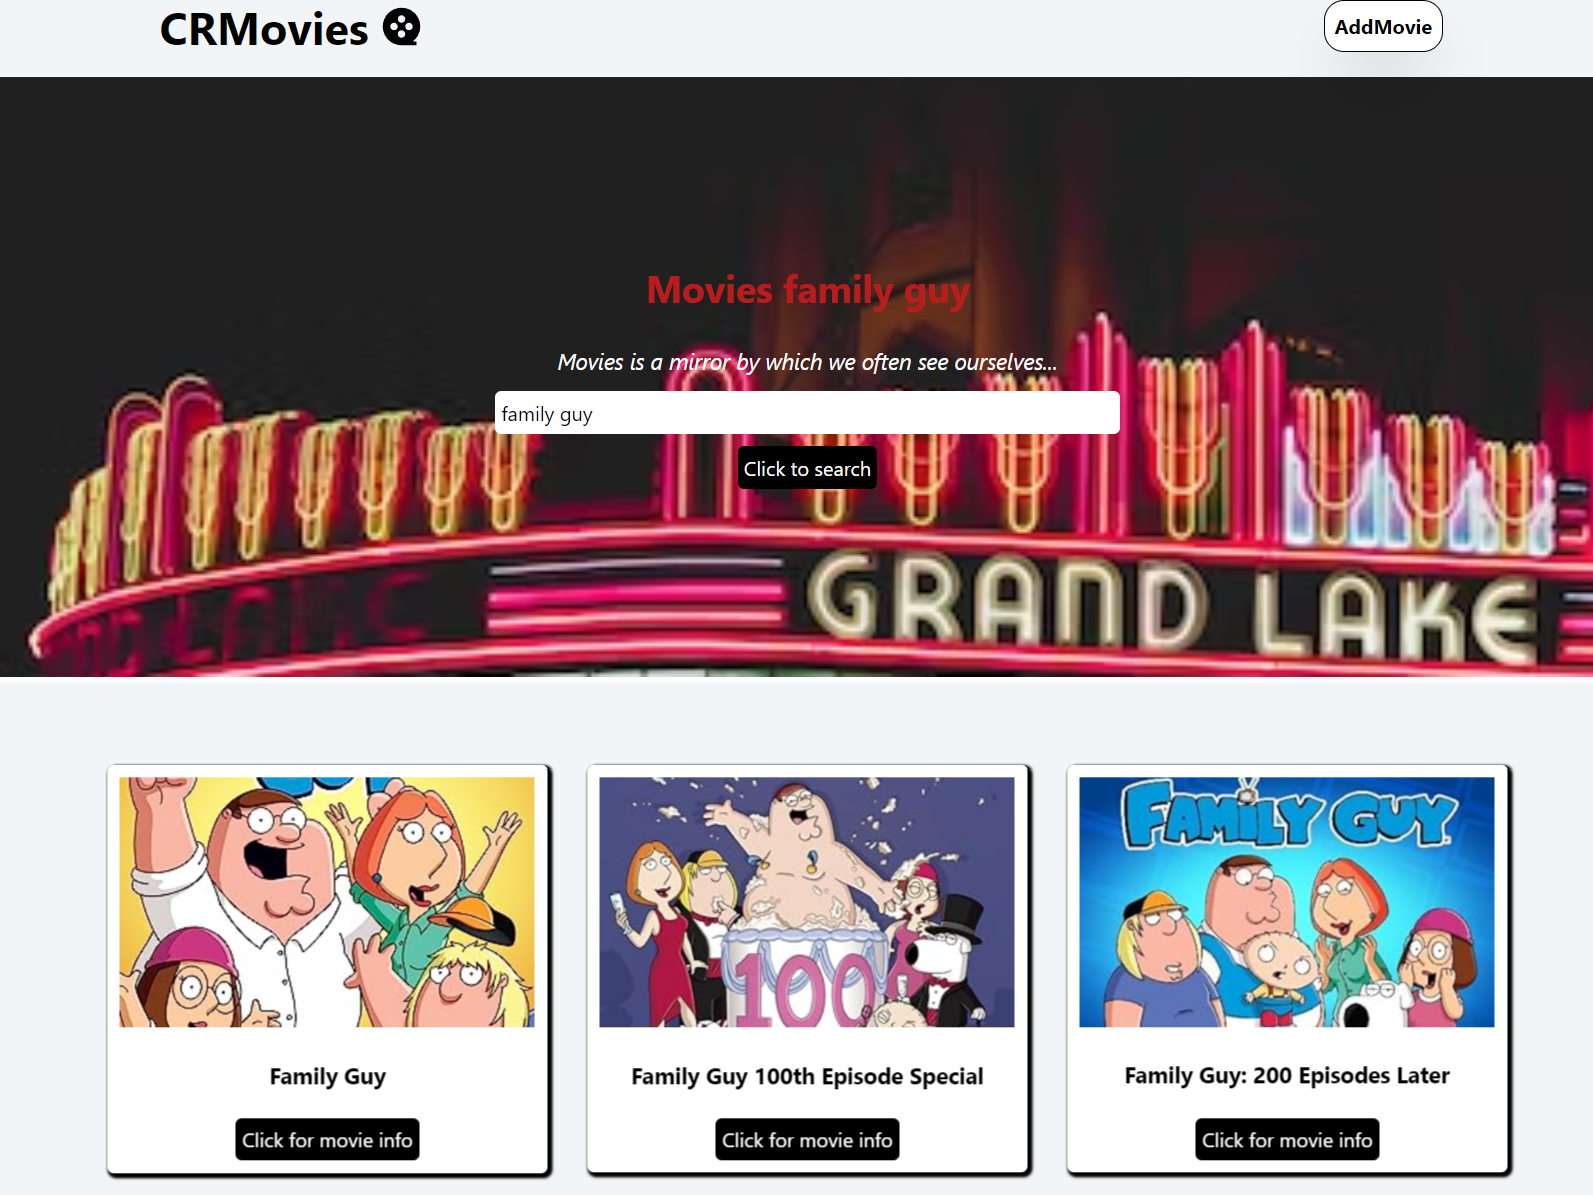 CRMovies
AddMovie
Movies family guy
Movies is a mirror by which we often see ourselves...
family guy
Click to search
GRAND LAKE
FAMILY GUY
100
Family Guy
Family Guy 100th Episode Special
Family Guy: 200 Episodes Later
Click for movie info
Click for movie info
Click for movie info